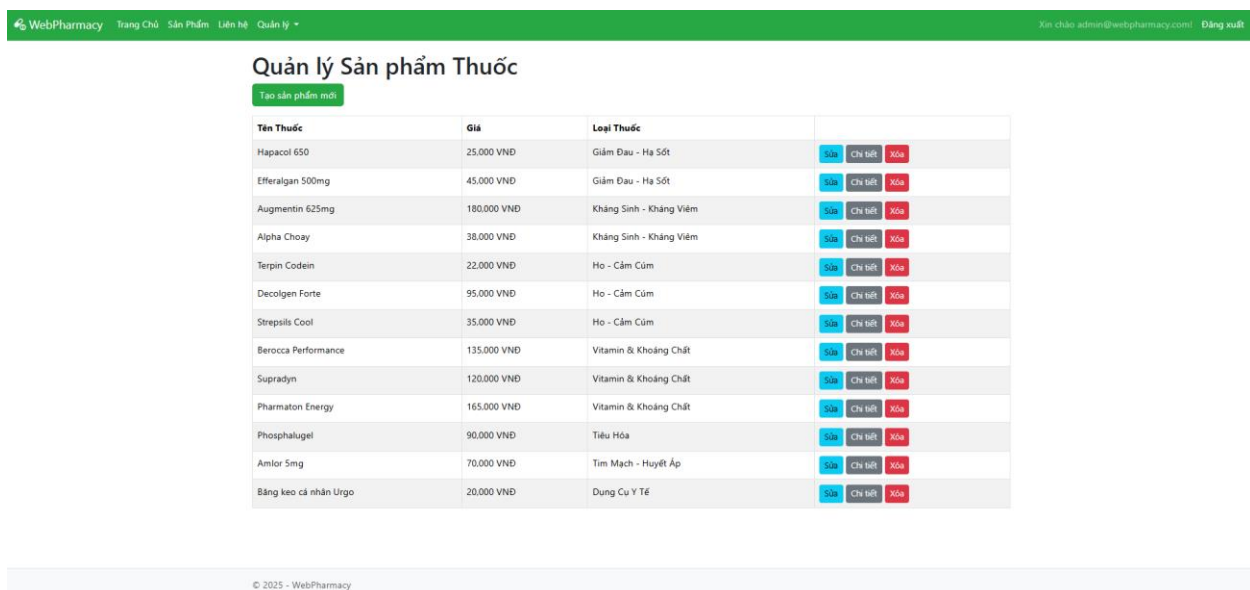 WebPharmacy Trang Chủ Sản Phẩm Liên hệ Quản lý Xin chào admin@webpharmacy.com! Đăng xuất
Quản lý Sản phẩm Thuốc
Tạo sản phẩm mới
Tên Thuốc Giá Loại Thuốc
Hapacol 650 25,000 VNĐ Giảm Đau - Hạ Sốt Sửa Chi tiết Xóa
Efferalgan 500mg 45,000 VNĐ Giảm Đau - Hạ Sốt Sửa Chi tiết Xóa
Augmentin 625mg 180,000 VNĐ Kháng Sinh - Kháng Viêm Sửa Chi tiết Xóa
Alpha Choay 38,000 VNĐ Kháng Sinh - Kháng Viêm Sửa Chi tiết Xóa
Terpin Codein 22,000 VNĐ Ho - Cảm Cúm Sửa Chi tiết Xóa
Decolgen Forte 95,000 VNĐ Ho - Cảm Cúm Sửa Chi tiết Xóa
Strepsils Cool 35,000 VNĐ Ho - Cảm Cúm Sửa Chi tiết Xóa
Berocca Performance 135,000 VNĐ Vitamin & Khoáng Chất Sửa Chi tiết Xóa
Supradyn 120,000 VNĐ Vitamin & Khoáng Chất Sửa Chi tiết Xóa
Pharmaton Energy 165,000 VNĐ Vitamin & Khoáng Chất Sửa Chi tiết Xóa
Phosphalugel 90,000 VNĐ Tiêu Hóa Sửa Chi tiết Xóa
Amlor 5mg 70,000 VNĐ Tim Mạch - Huyết Áp Sửa Chi tiết Xóa
Băng keo cá nhân Urgo 20,000 VNĐ Dụng Cụ Y Tế Sửa Chi tiết Xóa
© 2025 - WebPharmacy